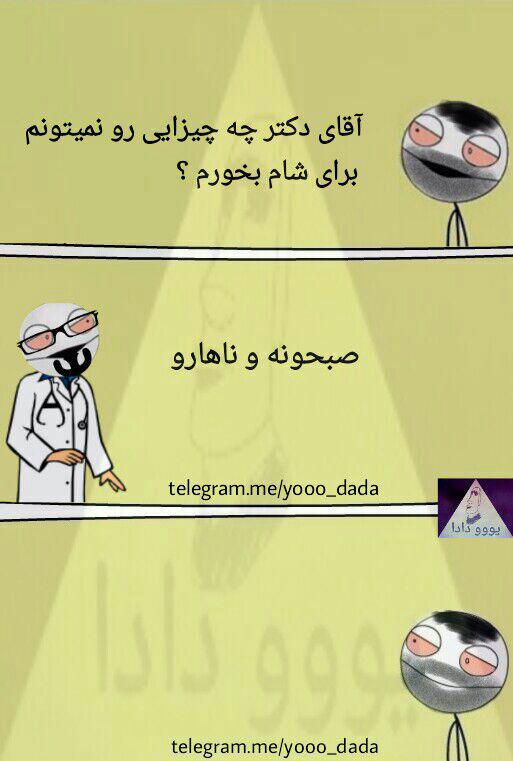 آقای دکتر چه چیزایی رو نمیتونم
برای شام بخورم ؟
صبحونه و ناهارو
telegram.me/yooo_dada
یووو دادا
یووو دادا
telegram.me/yooo_dada